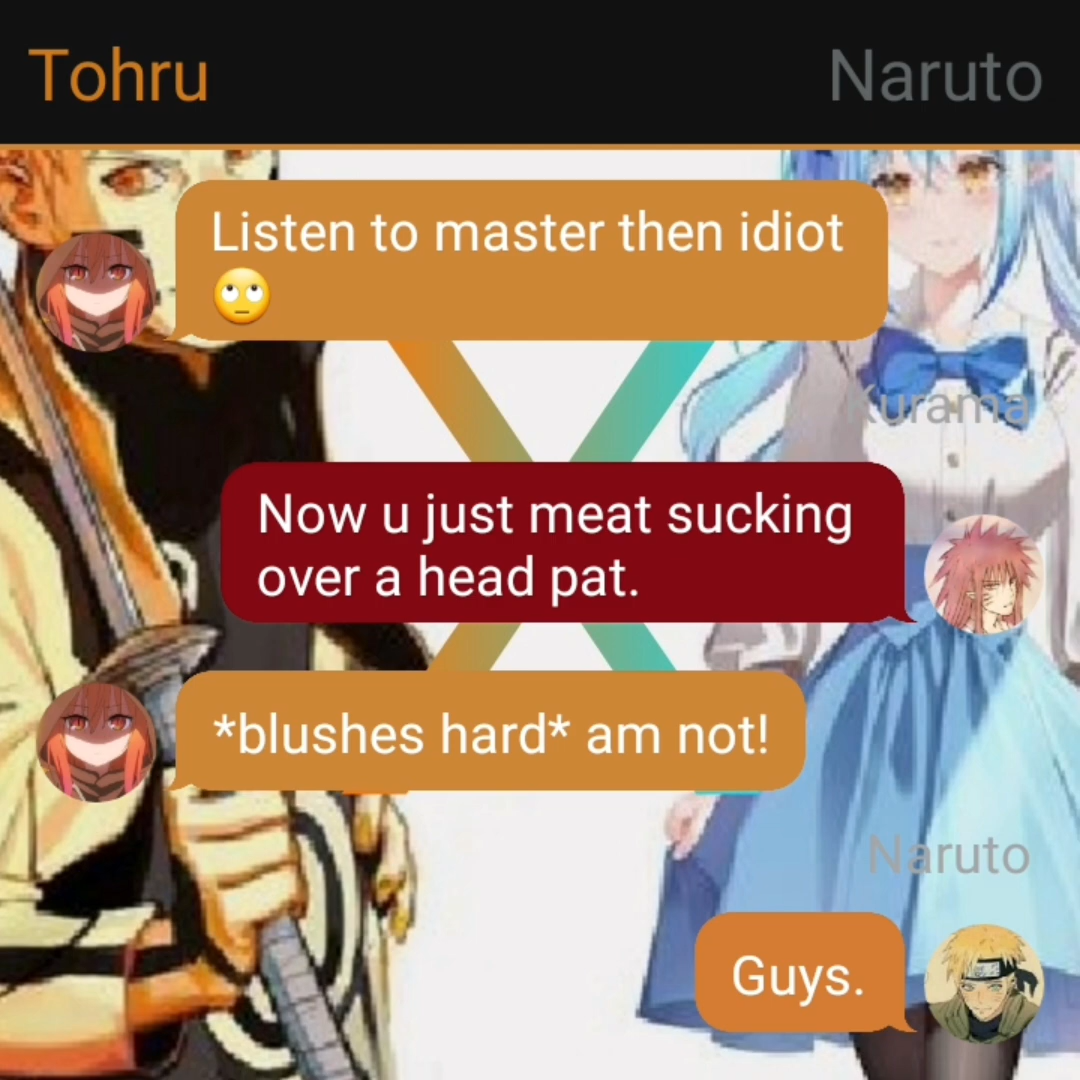 Tohru
Naruto
Listen to master then idiot
🙄
Kurama
Now u just meat sucking
over a head pat.
*blushes hard* am not!
Naruto
Guys.